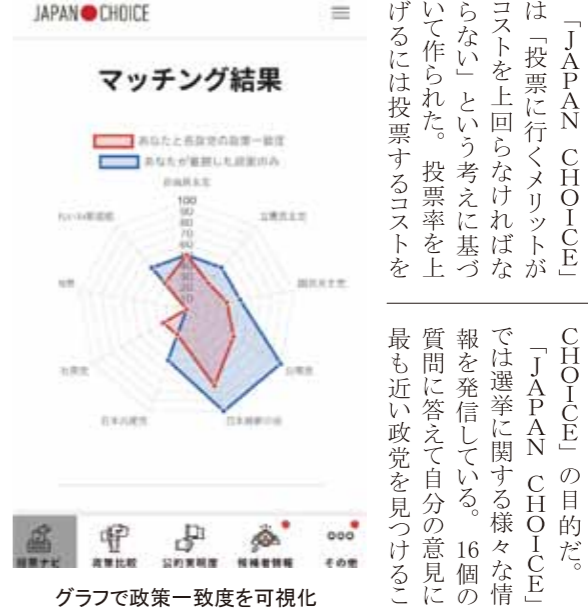 JAPAN CHOICE
マッチング結果
あなたと各政党の政策一致度
あなたが重視した政策のみ
自由民主党
立憲民主党
国民民主党
公明党
日本維新の会
日本共産党
社民党
れいわ新選組
100
90
80
70
60
投票ナビ
政策比較
公約実現度
候補者情報
その他
グラフで政策一致度を可視化
「JAPAN CHOICE」
は「投票に行くメリットが
コストを上回らなければな
らない」という考えに基づ
いて作られた。投票率を上
げるには投票するコストを
CHOICE」の目的だ。
「JAPAN CHOICE」
では選挙に関する様々な情
報を発信している。16個の
質問に答えて自分の意見に
最も近い政党を見つけるこ